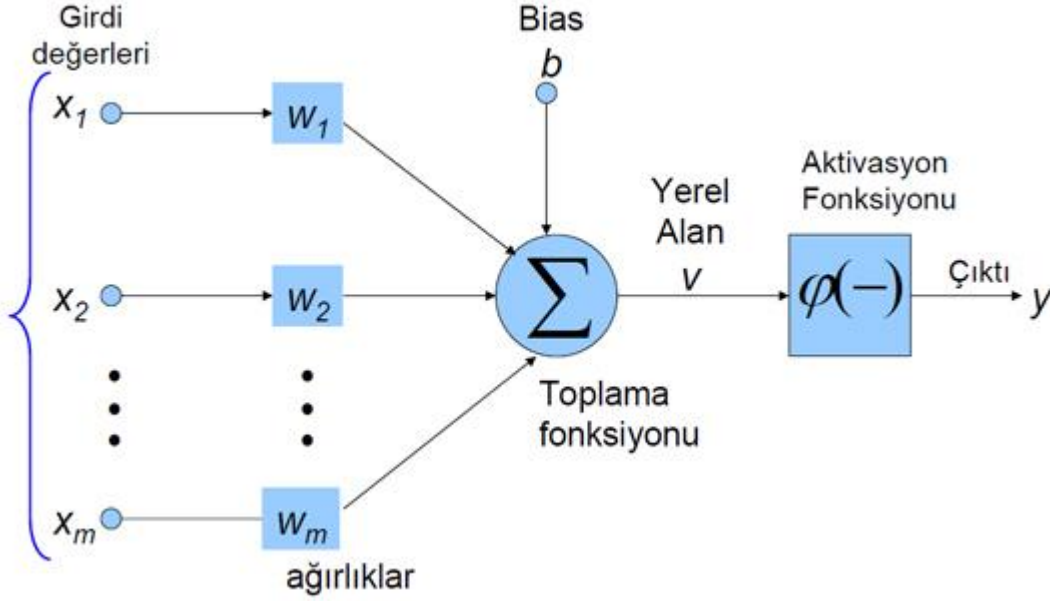 Girdi
değerleri
Bias
b
x1
w1
Aktivasyon
Fonksiyonu
Yerel
Alan
v
x2
w2
∑
φ(−)
Çıktı
y
Toplama
fonksiyonu
xm
wm
ağırlıklar